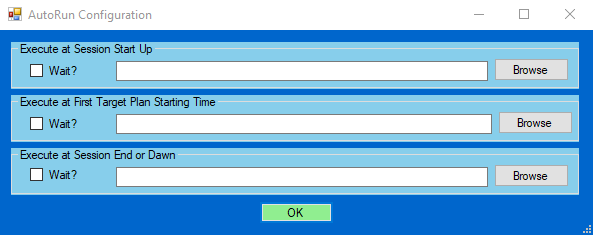 AutoRun Configuration
Execute at Session Start Up
Wait?
Browse
Execute at First Target Plan Starting Time
Wait?
Browse
Execute at Session End or Dawn
Wait?
Browse
OK